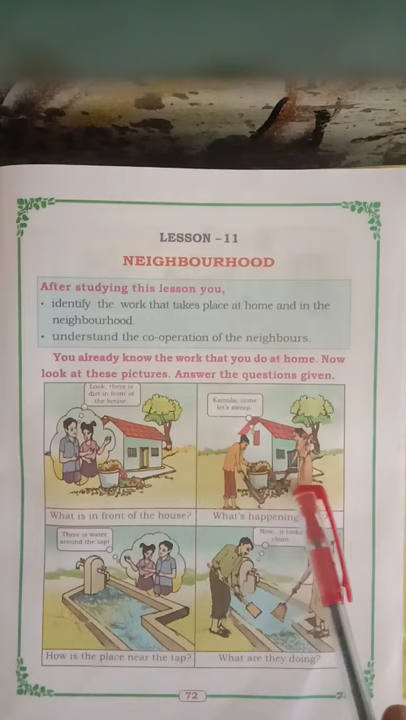 LESSON – 11
NEIGHBOURHOOD
After studying this lesson you,
• identify the work that takes place at home and in the
neighbourhood.
• understand the co-operation of the neighbours.
You already know the work that you do at home. Now
look at these pictures. Answer the questions given.
Look, there is
dirt in front of
the house.
Kamala, come
let's sweep.
What is in front of the house?
What's happening
There is water
around the tap!
Now, it looks
clean.
How is the place near the tap?
What are they doing?
72